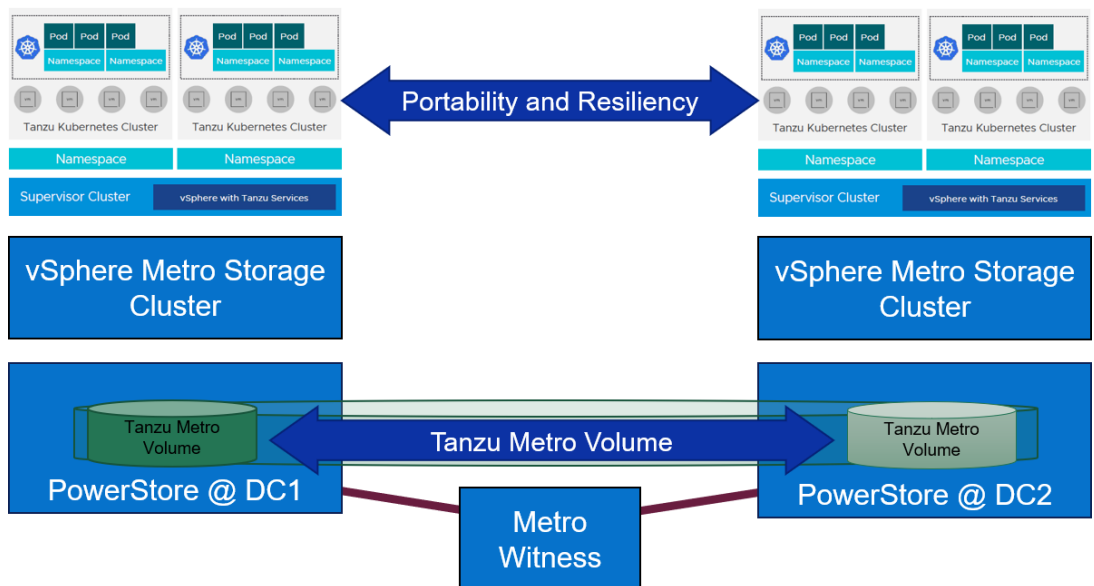 Pod Pod Pod
Namespace Namespace
Pod Pod Pod
Namespace Namespace
Tanzu Kubernetes Cluster
Tanzu Kubernetes Cluster
Namespace
Namespace
Supervisor Cluster
vSphere with Tanzu Services
Portability and Resiliency
Pod Pod Pod
Namespace Namespace
Pod Pod Pod
Namespace Namespace
Tanzu Kubernetes Cluster
Tanzu Kubernetes Cluster
Namespace
Namespace
Supervisor Cluster
vSphere with Tanzu Services
vSphere Metro Storage
Cluster
vSphere Metro Storage
Cluster
Tanzu Metro
Volume
Tanzu Metro Volume
Tanzu Metro
Volume
PowerStore @ DC1
PowerStore @ DC2
Metro
Witness